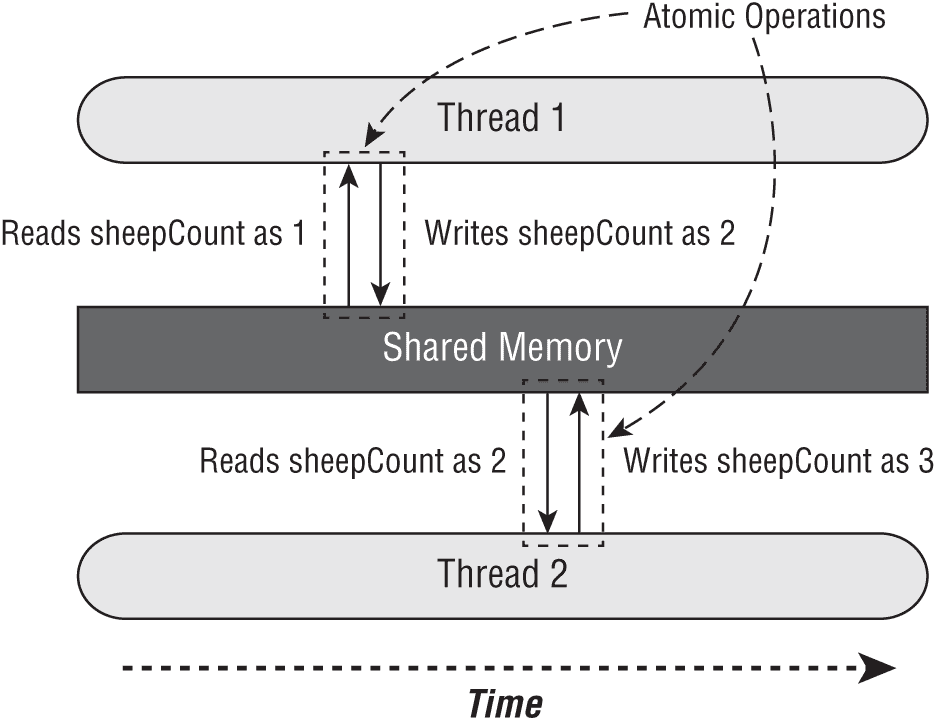 Atomic Operations
Thread 1
Reads sheepCount as 1
Writes sheepCount as 2
Shared Memory
Reads sheepCount as 2
Writes sheepCount as 3
Thread 2
Time